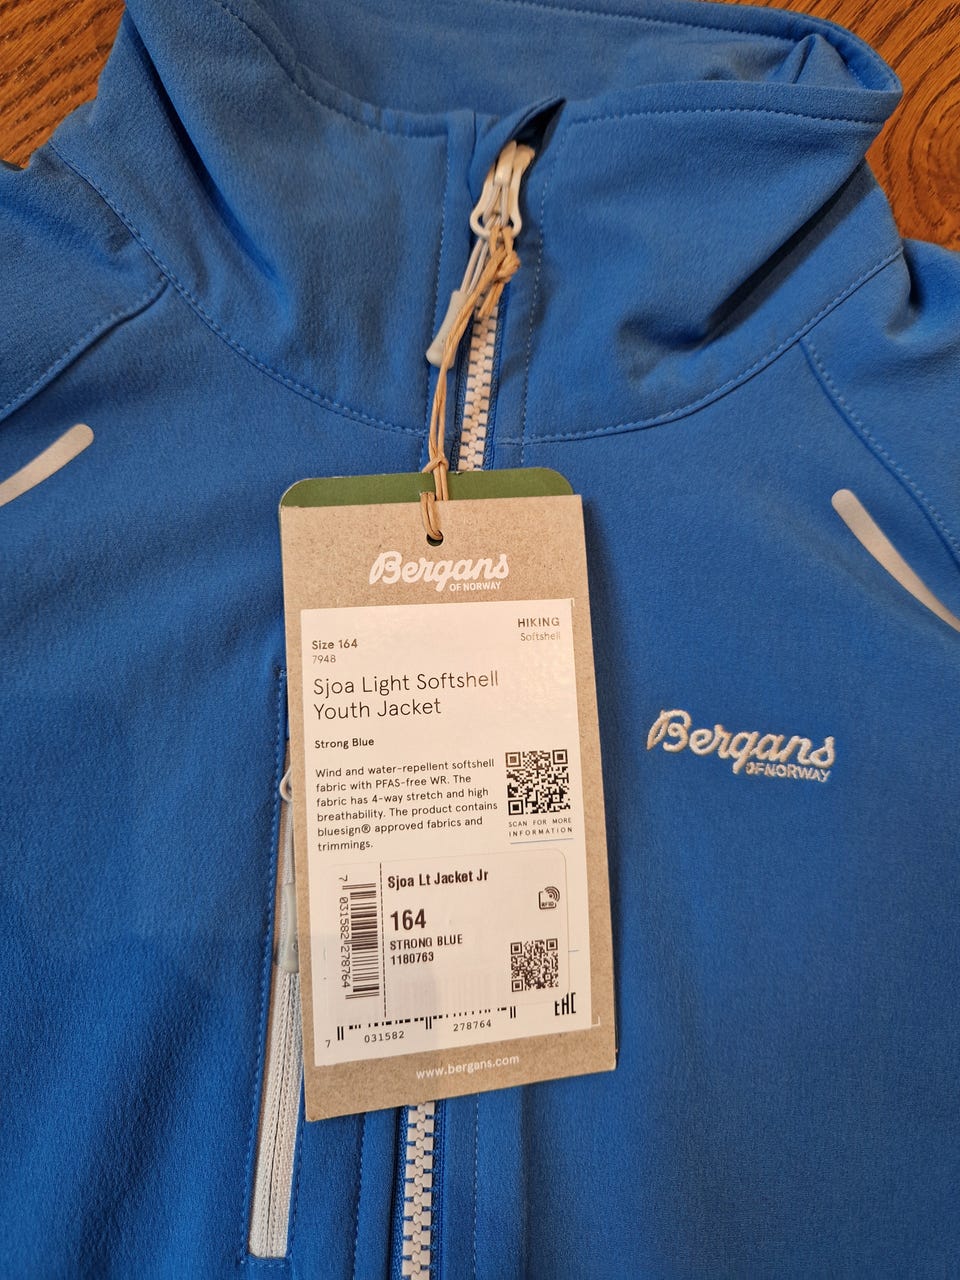 Bergans
OF NORWAY
Size 164
7948
HIKING
Softshell
Sjoa Light Softshell
Youth Jacket
Strong Blue
Wind and water-repellent softshell
fabric with PFAS-free WR. The
fabric has 4-way stretch and high
breathability. The product contains
bluesign® approved fabrics and
trimmings.
SCAN FOR MORE
INFORMATION
7 031582 278764
Sjoa Lt Jacket Jr
164
STRONG BLUE
1180763
RFID
EAC
7 031582 278764
www.bergans.com
Bergans
OF NORWAY